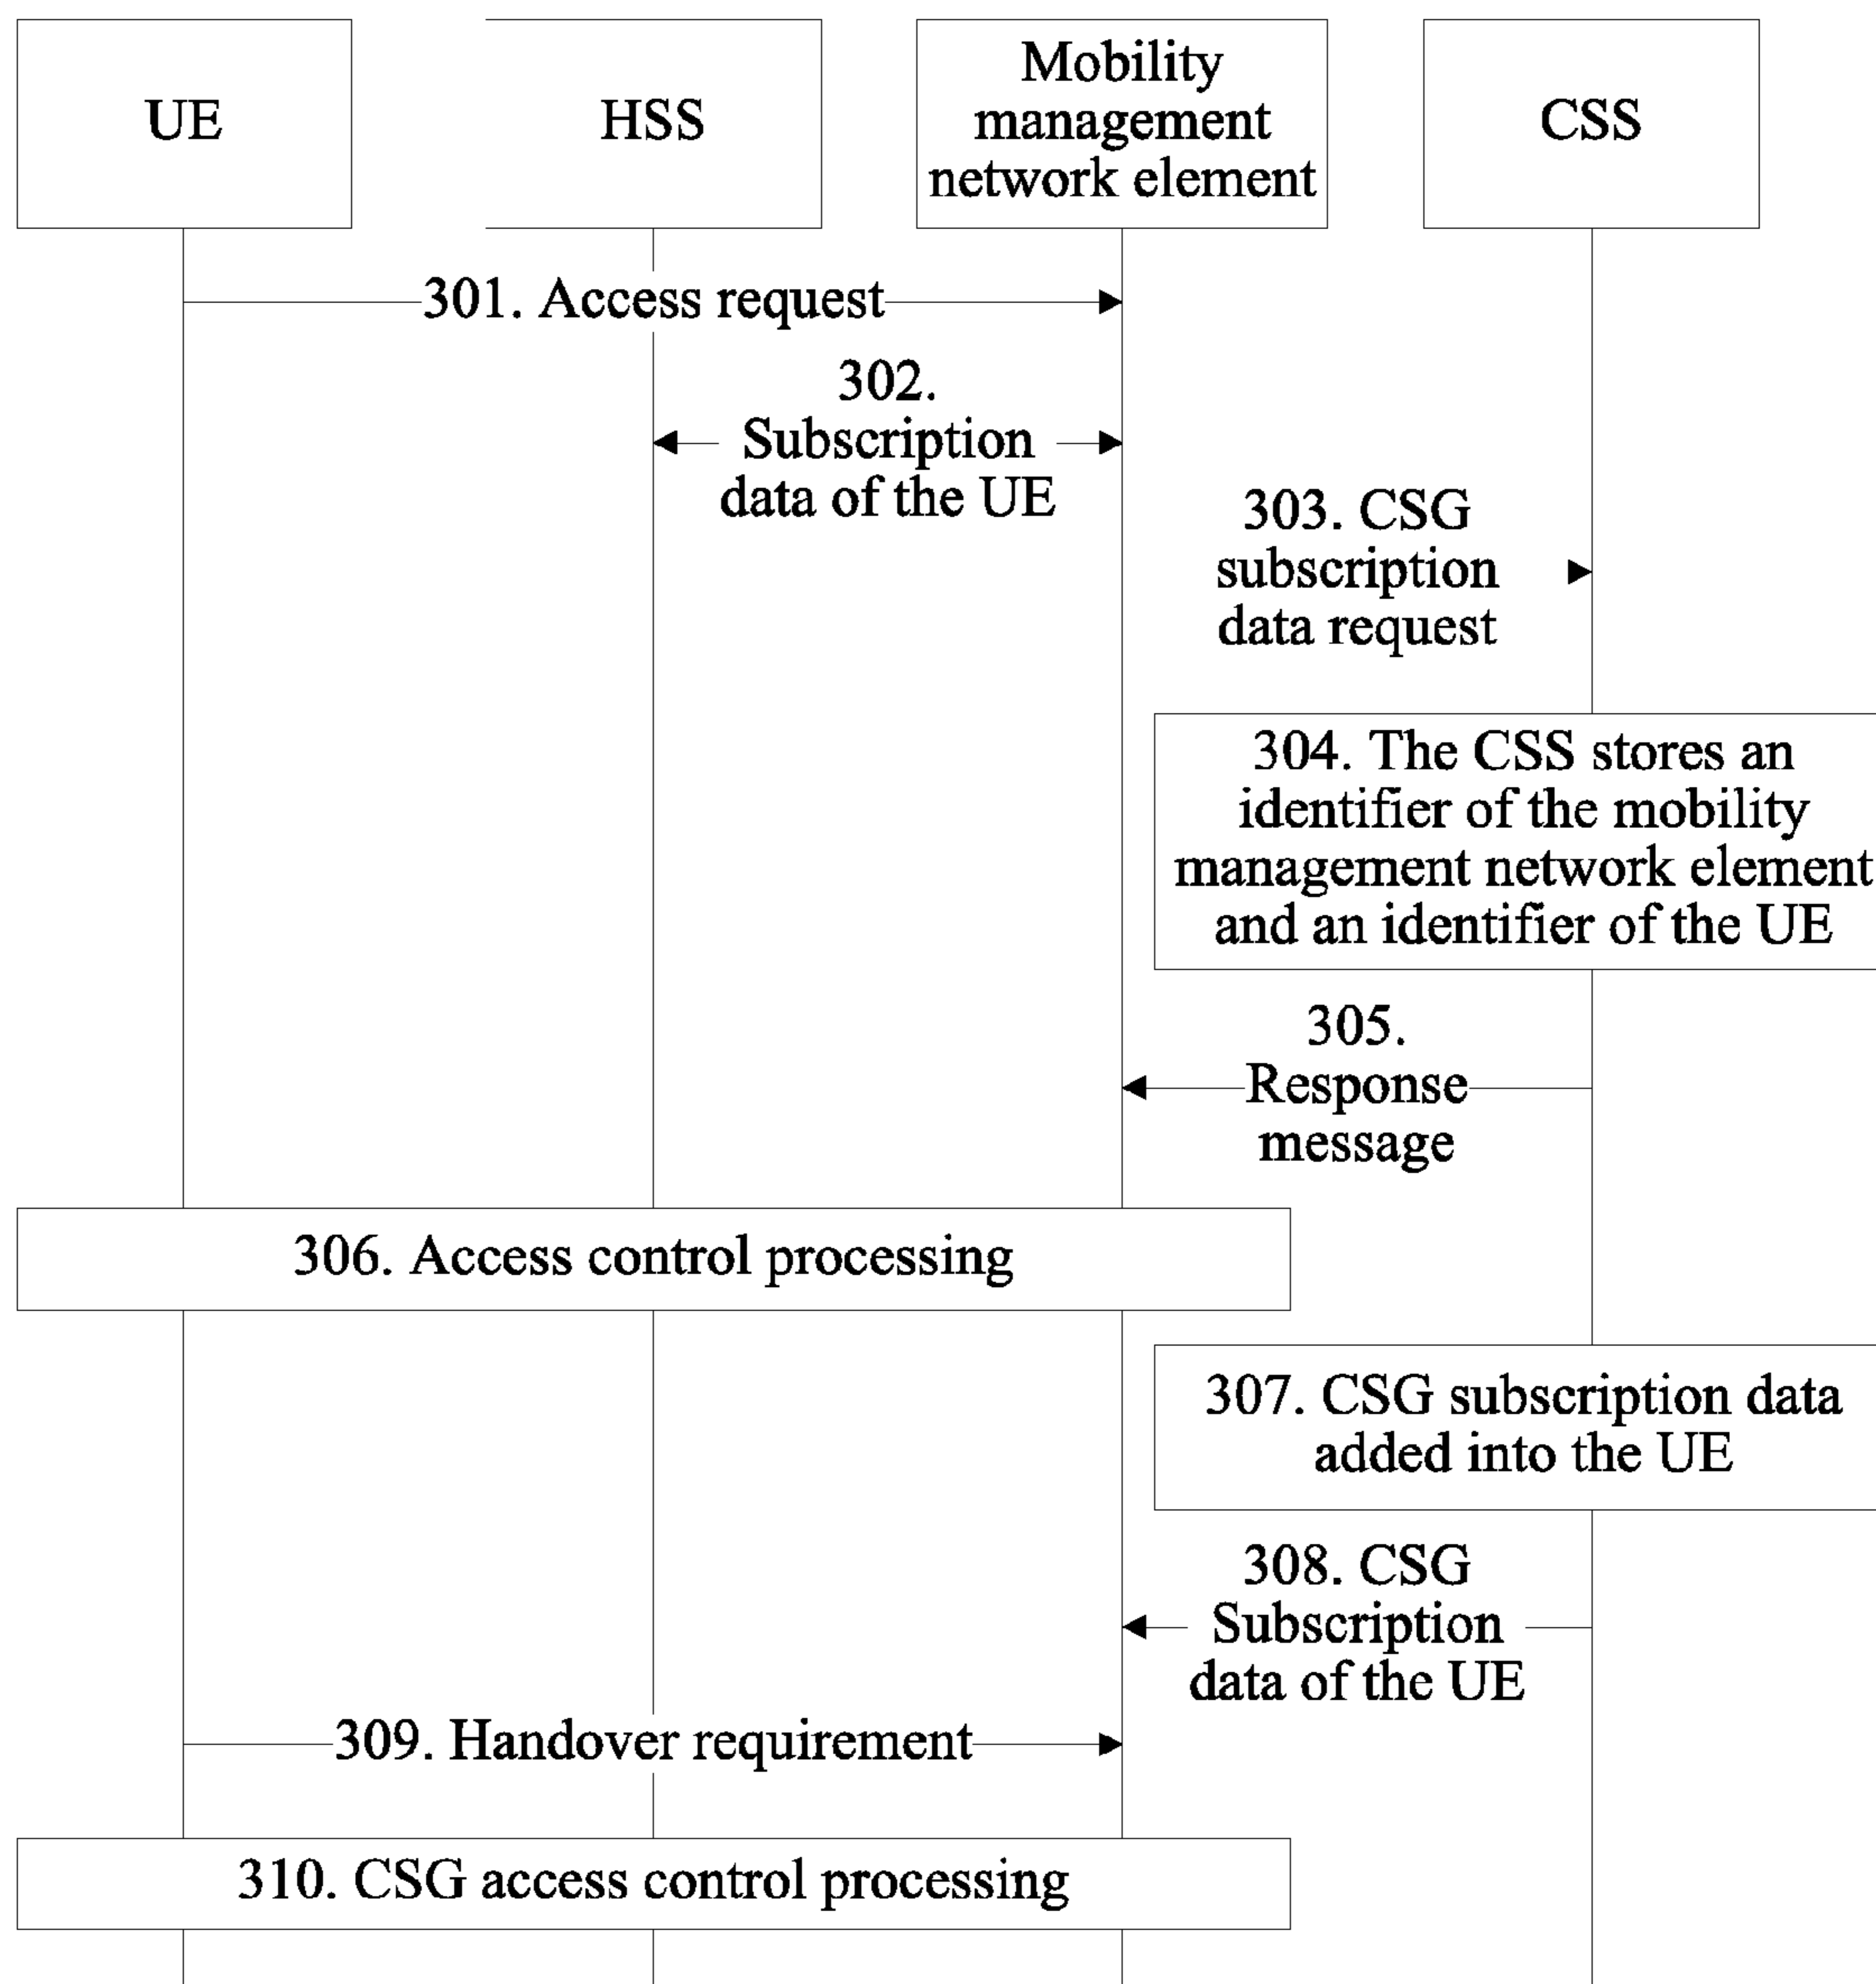 UE
HSS
Mobility
management
network element
CSS
301. Access request
302.
Subscription
data of the UE
303. CSG
subscription
data request
304. The CSS stores an
identifier of the mobility
management network element
and an identifier of the UE
305.
Response
message
306. Access control processing
307. CSG subscription data
added into the UE
308. CSG
Subscription
data of the UE
309. Handover requirement
310. CSG access control processing